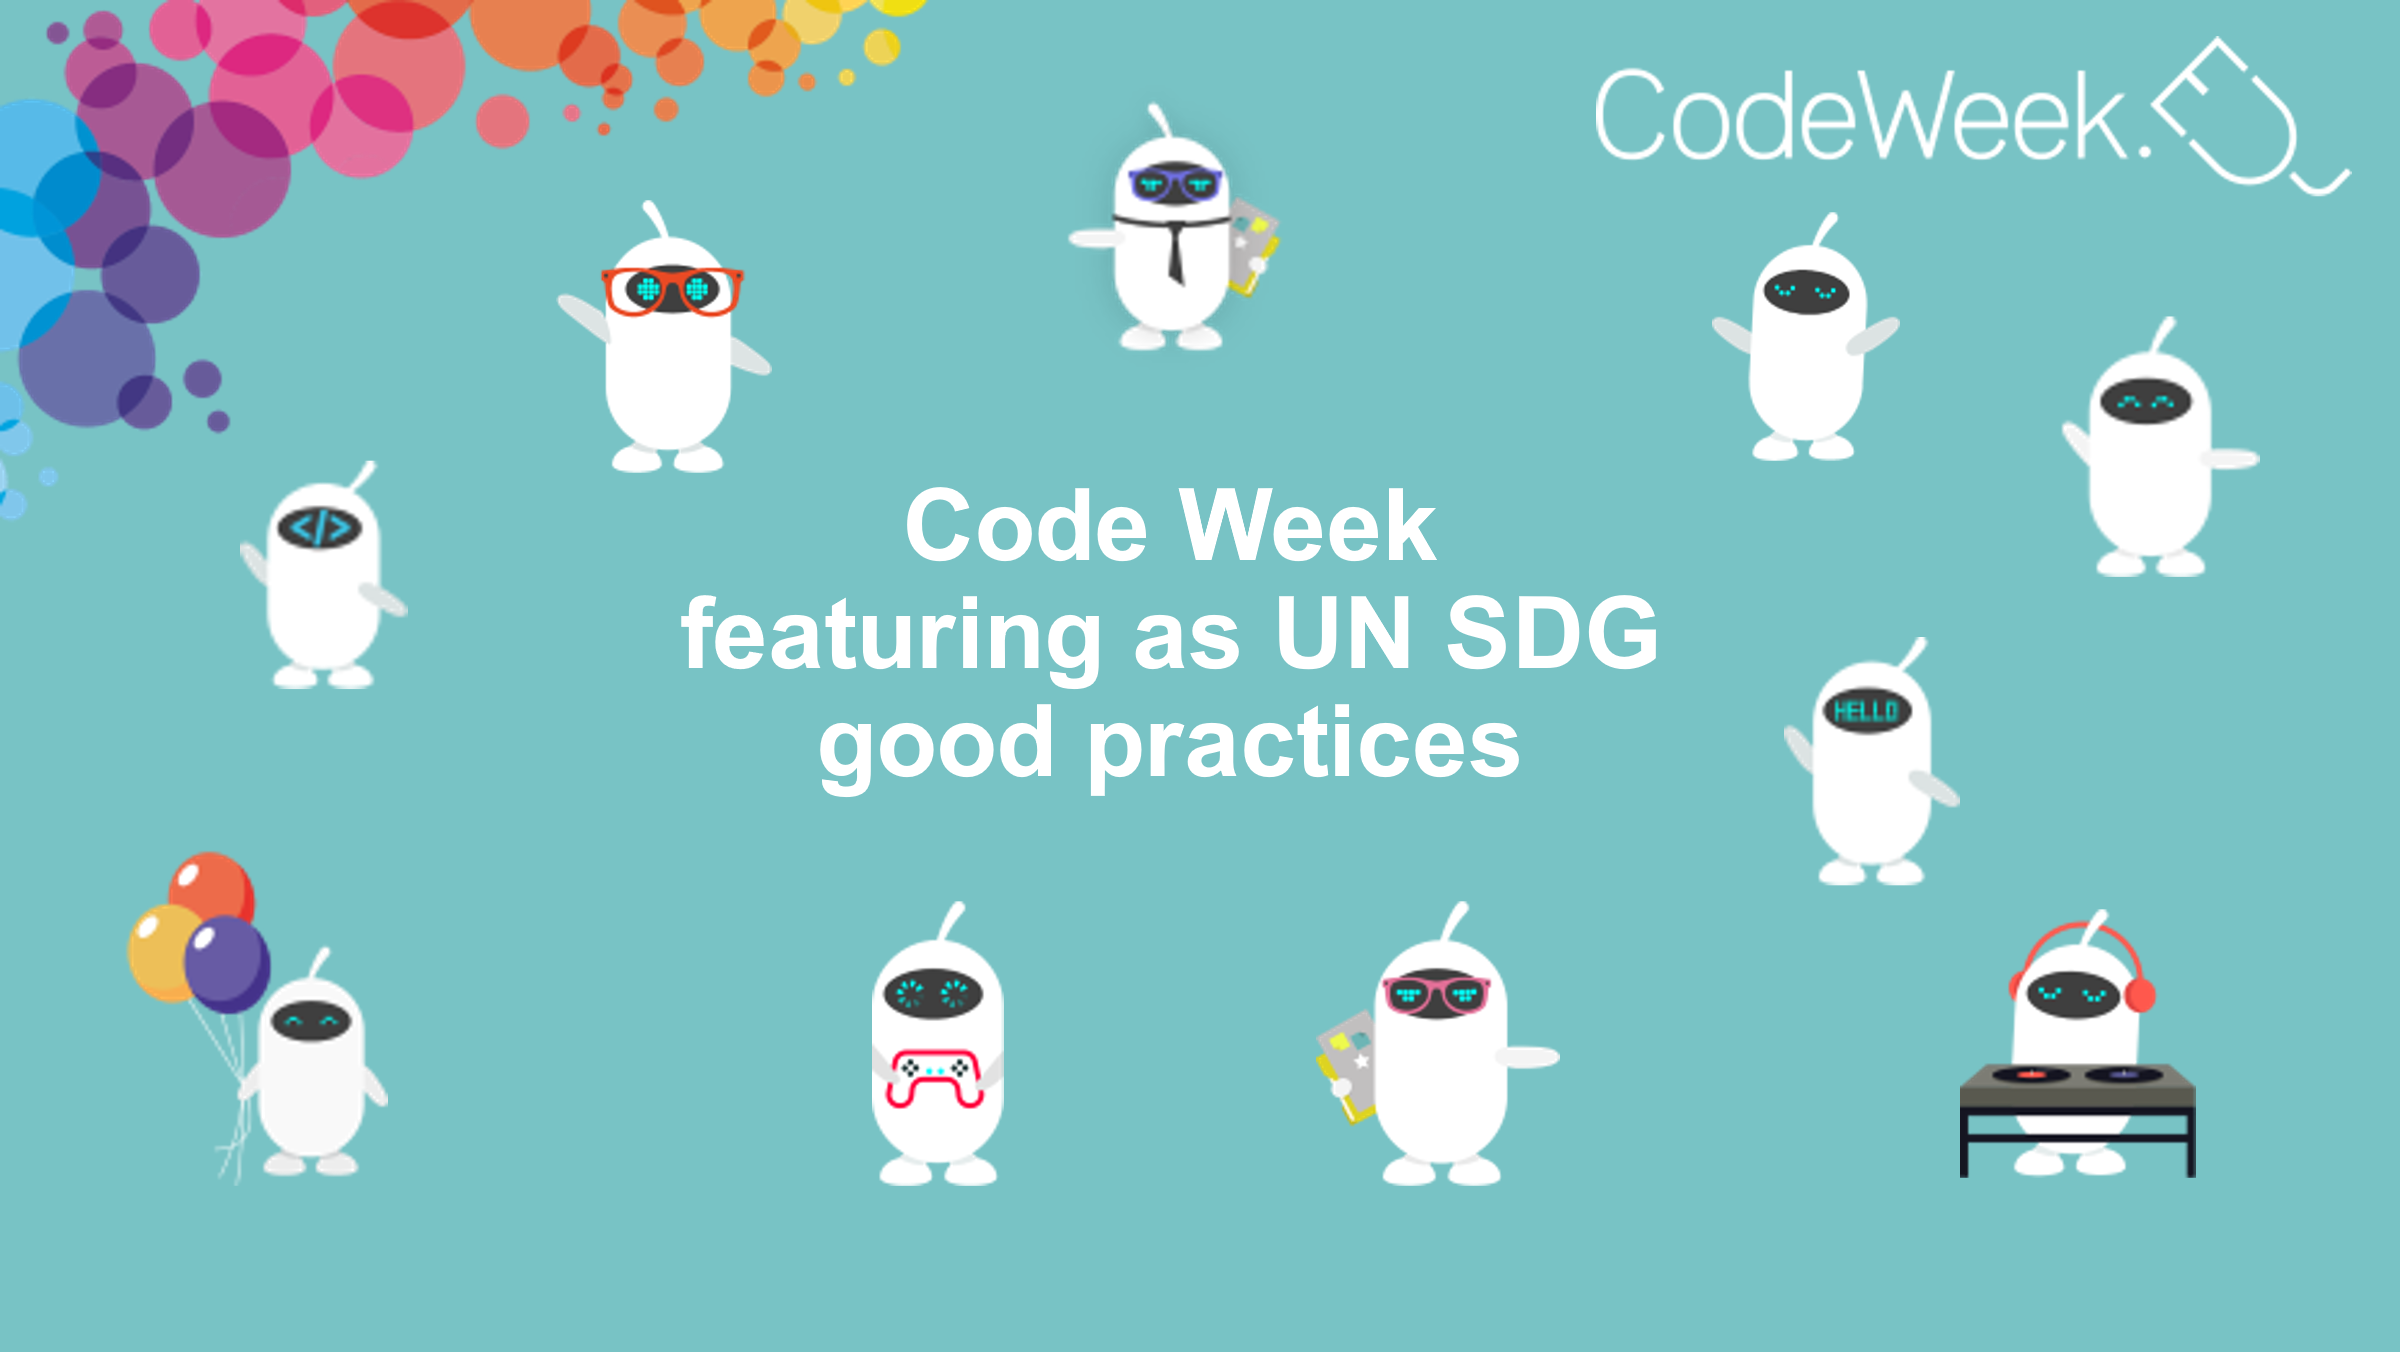 CodeWeek.EU
Code Week
featuring as UN SDG
good practices
</>
HELLO